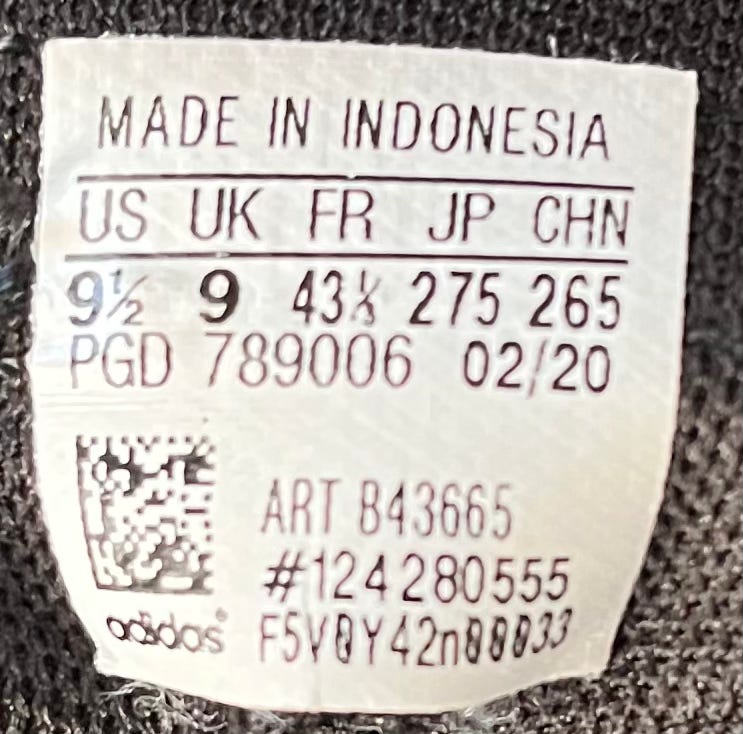 MADE IN INDONESIA
US UK FR JP CHN
9½ 9 43⅓ 275 265
PGD 789006 02/20
ART B43665
#124280555
adidas® F5V0Y42n00033